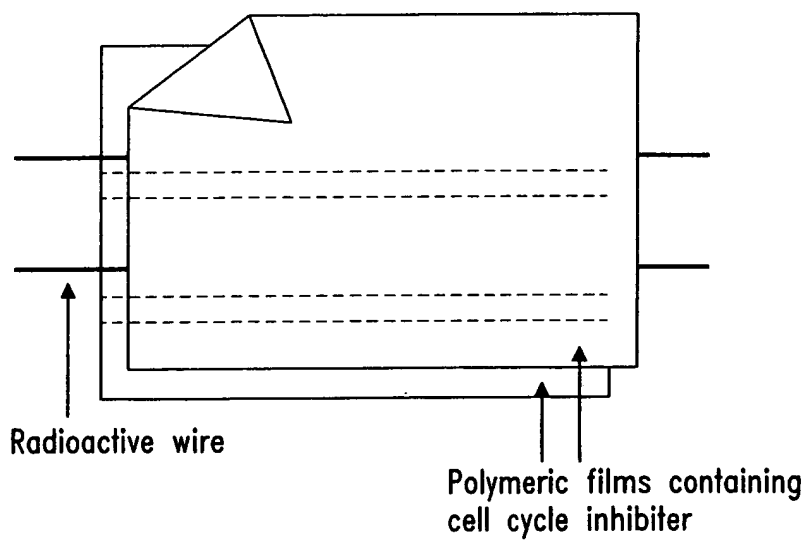 Radioactive wire
Polymeric films containing
cell cycle inhibiter